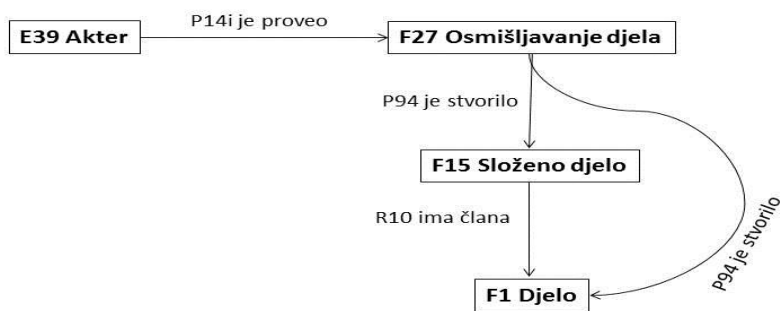 P14i je proveo
E39 Akter
F27 Osmišljavanje djela
P94 je stvorilo
F15 Složeno djelo
R10 ima člana
P94 je stvorilo
F1 Djelo